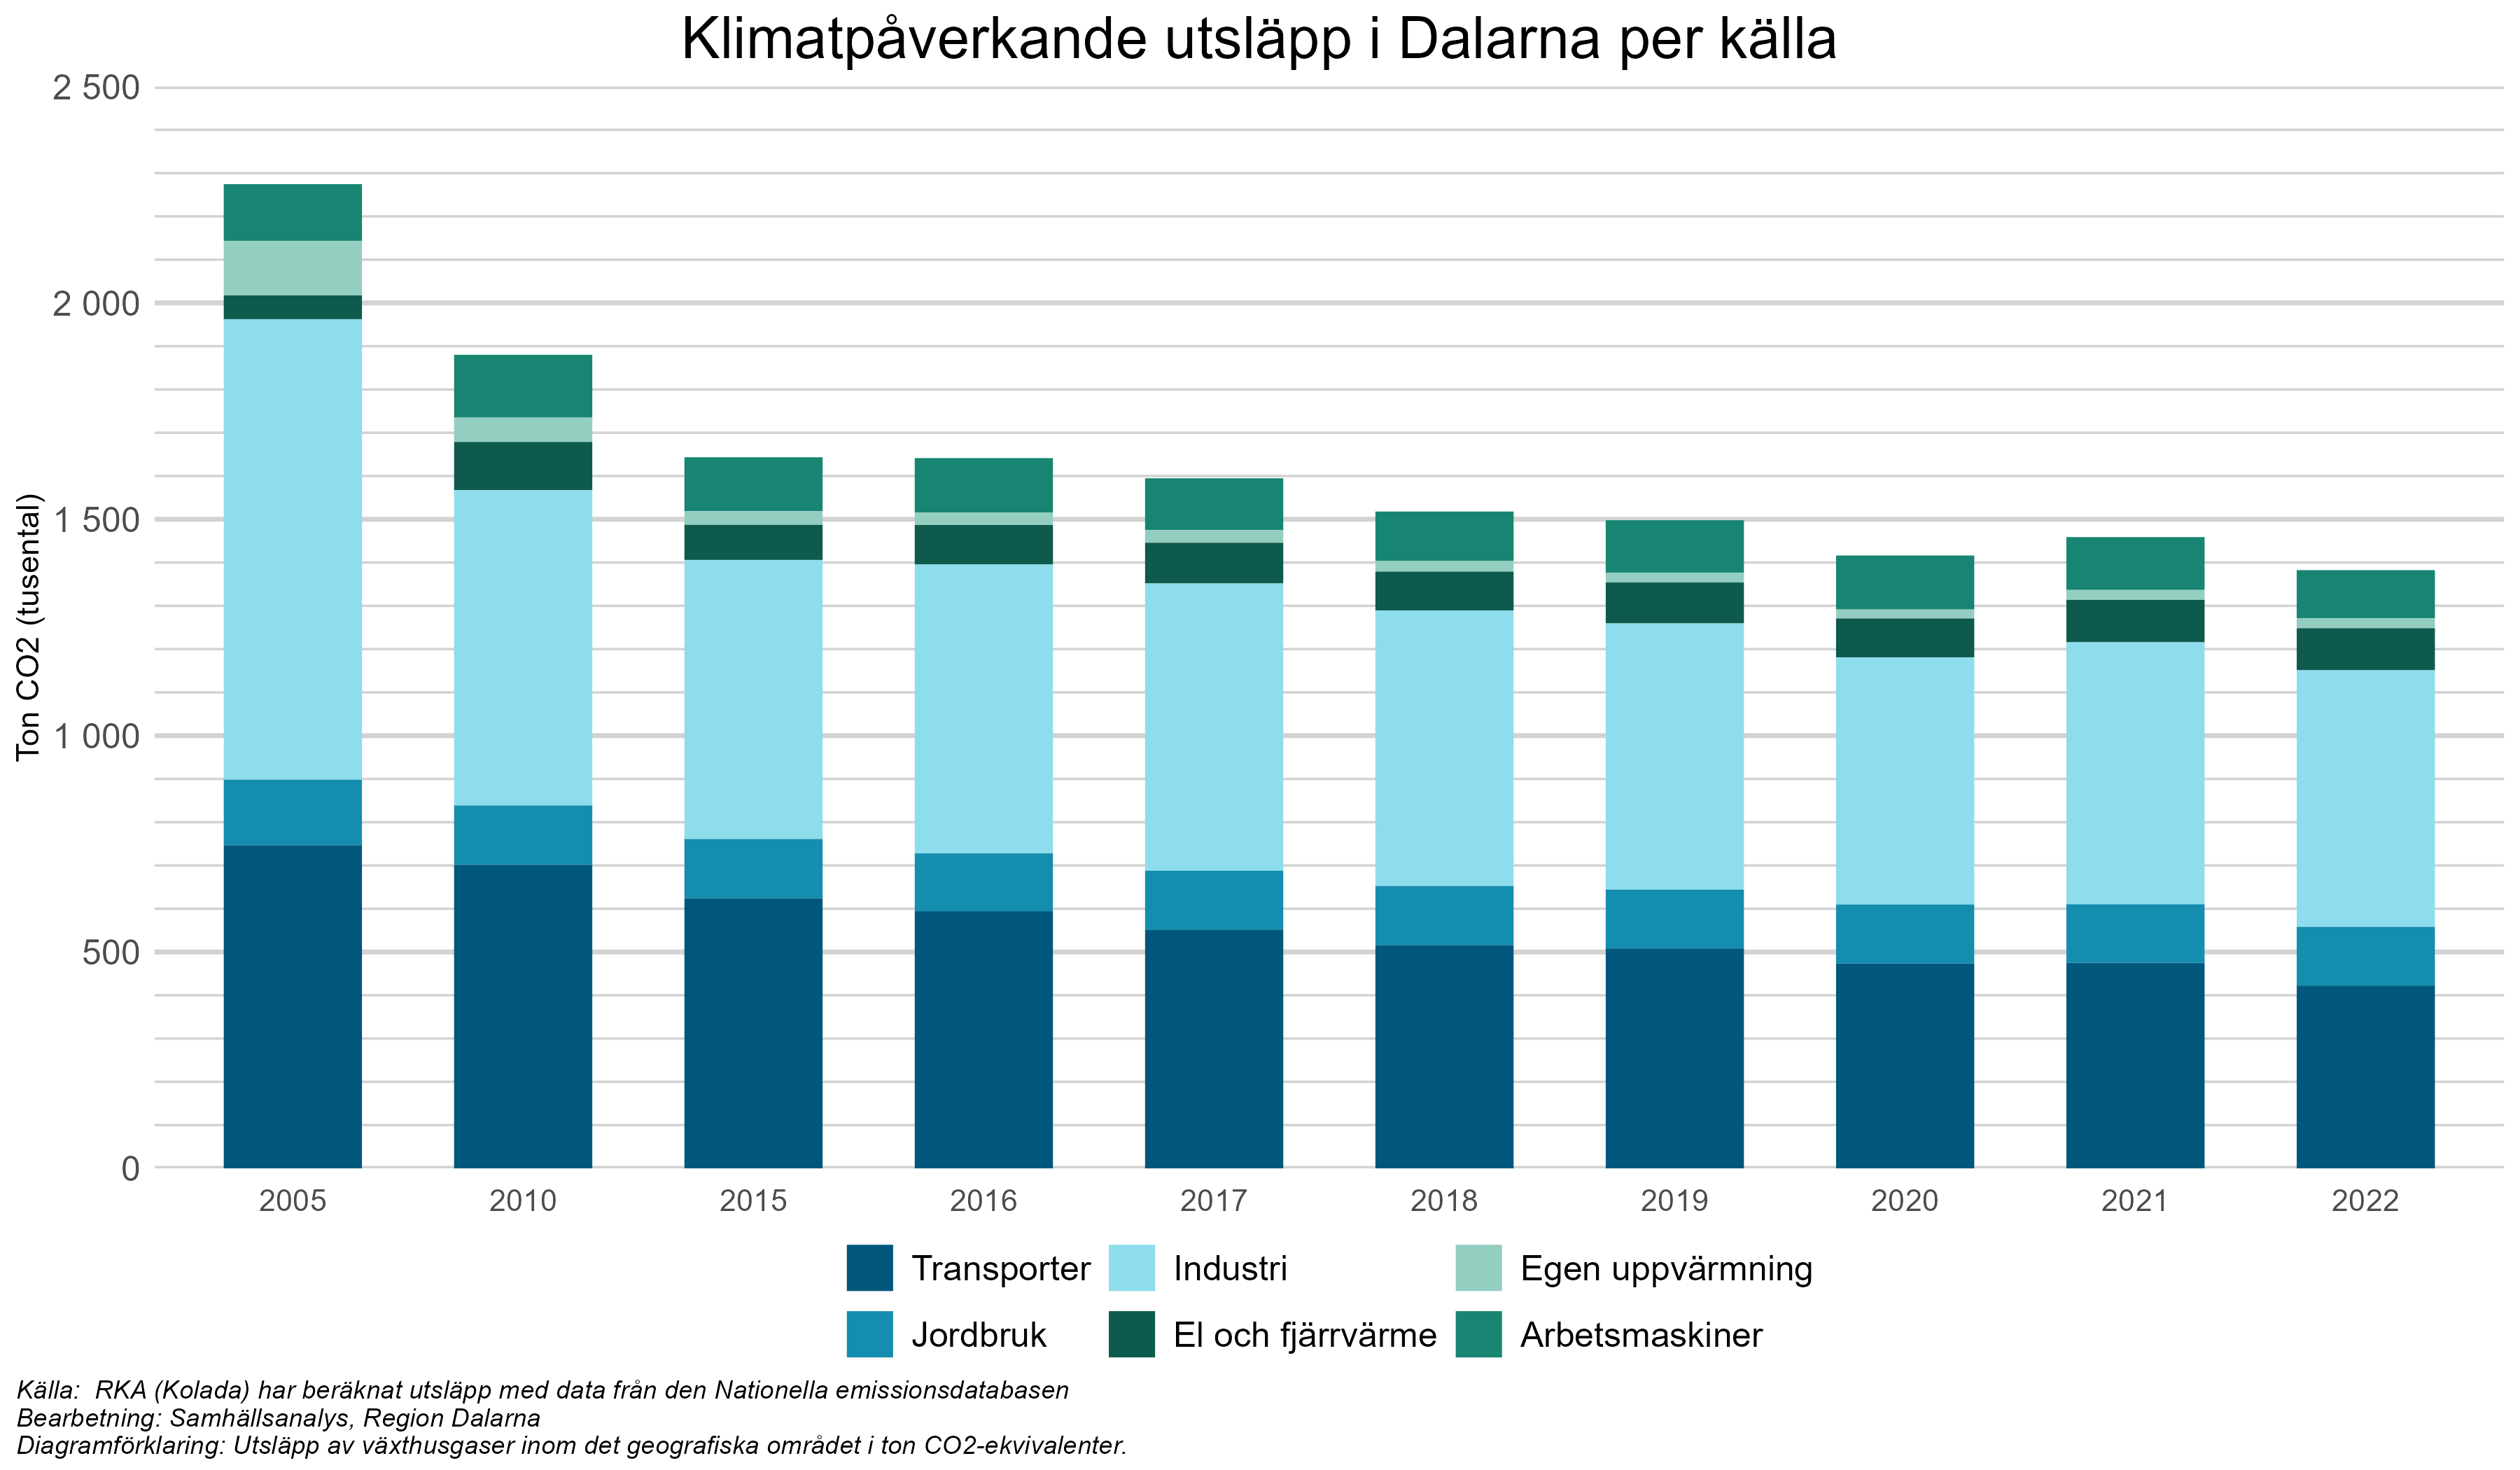 Klimatpåverkande utsläpp i Dalarna per källa
Ton CO2 (tusental)
2 500
2 000
1 500
1 000
500
0
2005 2010 2015 2016 2017 2018 2019 2020 2021 2022
Transporter Industri Egen uppvärmning
Jordbruk El och fjärrvärme Arbetsmaskiner
Källa:  RKA (Kolada) har beräknat utsläpp med data från den Nationella emissionsdatabasen
Bearbetning: Samhällsanalys, Region Dalarna
Diagramförklaring: Utsläpp av växthusgaser inom det geografiska området i ton CO2-ekvivalenter.